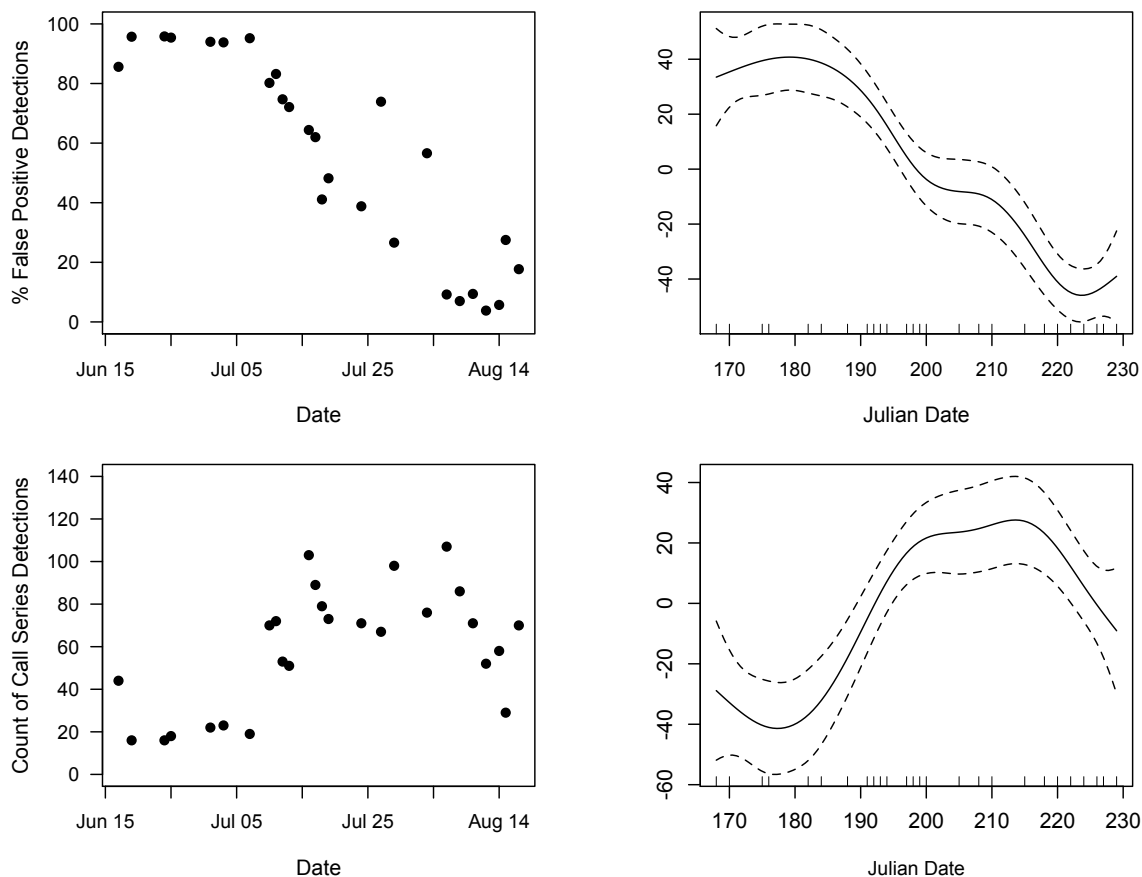 % False Positive Detections
100
80
60
40
20
0
Jun 15 Jul 05 Jul 25 Aug 14
Date
40
20
0
-20
-40
170 180 190 200 210 220 230
Julian Date
Count of Call Series Detections
140
120
100
80
60
40
20
0
Jun 15 Jul 05 Jul 25 Aug 14
Date
40
20
0
-20
-60
170 180 190 200 210 220 230
Julian Date